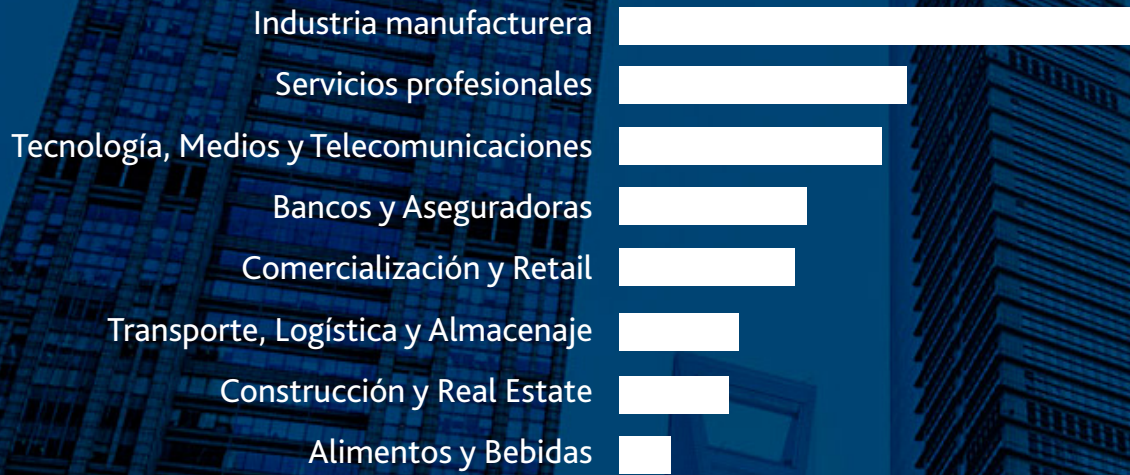 Industria manufacturera
Servicios profesionales
Tecnología, Medios y Telecomunicaciones
Bancos y Aseguradoras
Comercialización y Retail
Transporte, Logística y Almacenaje
Construcción y Real Estate
Alimentos y Bebidas